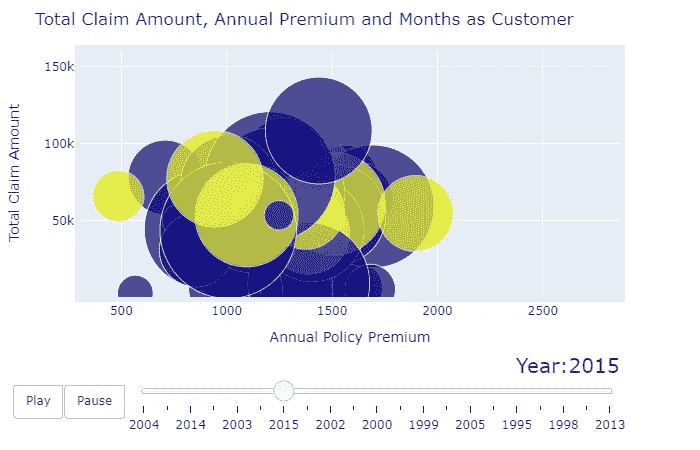 Total Claim Amount, Annual Premium and Months as Customer
Total Claim Amount
150k
100k
50k
500 1000 1500 2000 2500
Annual Policy Premium
Year:2015
Play Pause
2004 2014 2003 2015 2002 2000 1999 2005 1995 1998 2013